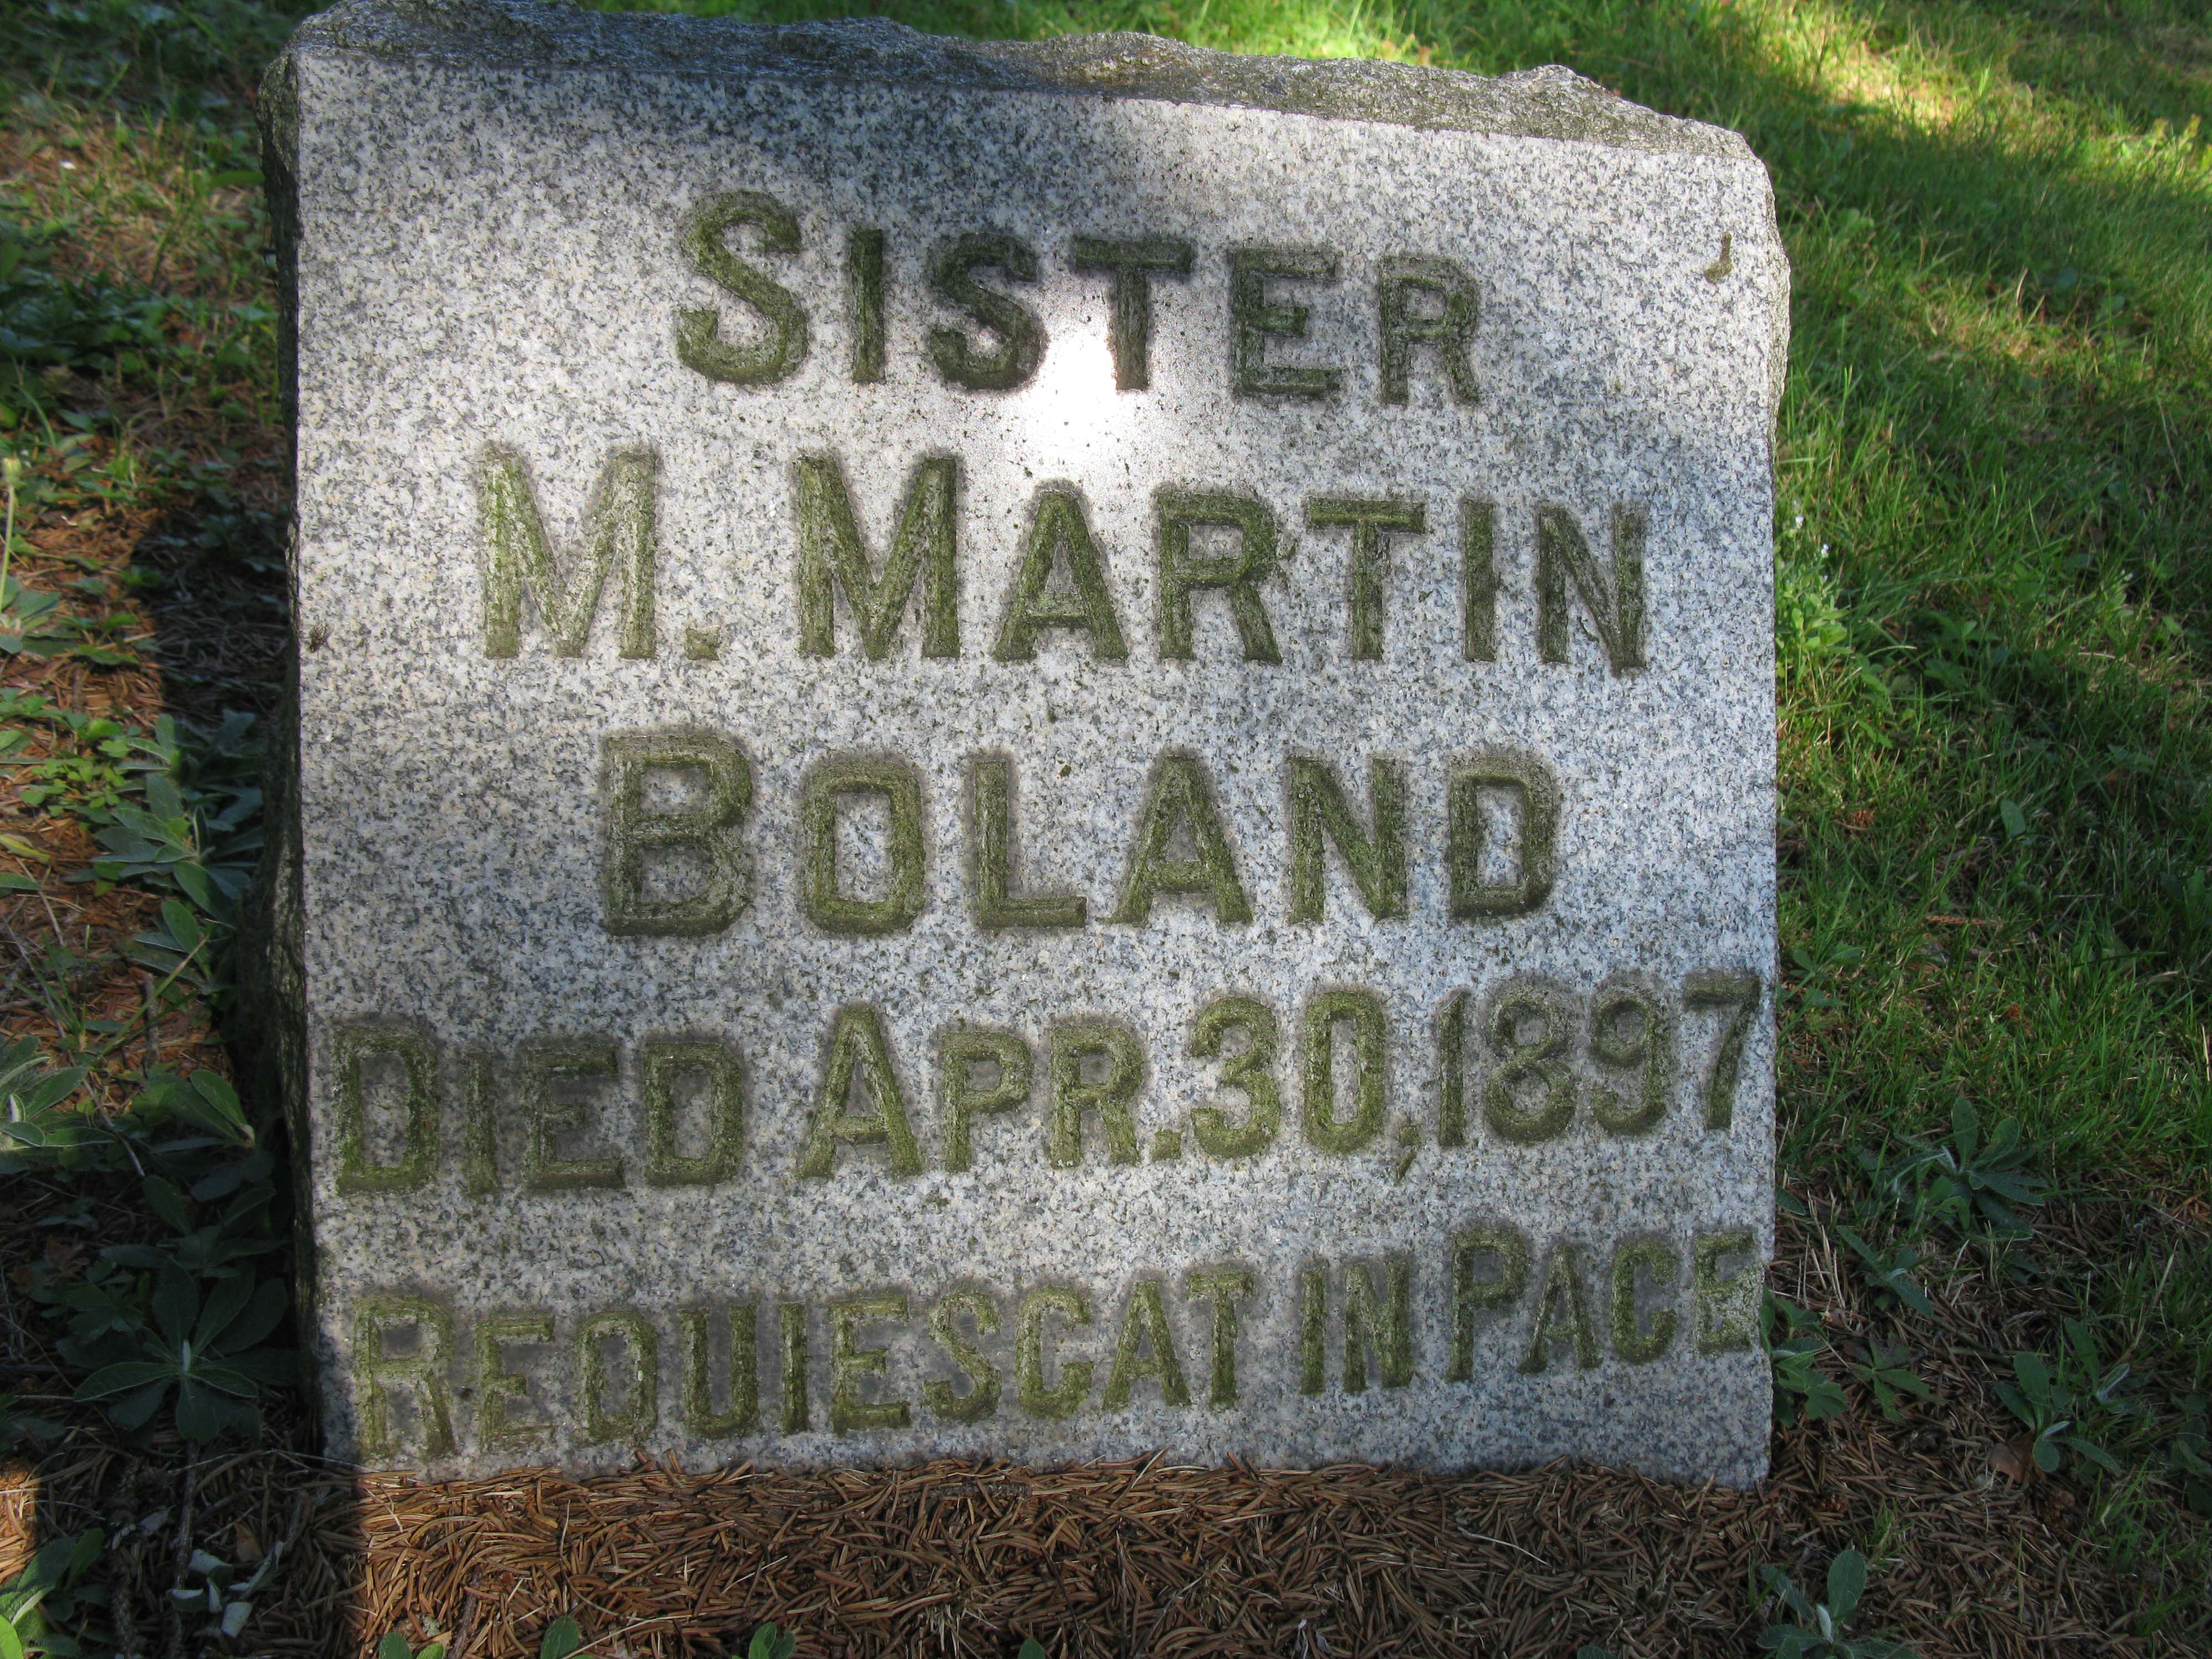 SISTER
M. MARTIN
BOLAND
DIED APR. 30, 1897
REQUIESCAT IN PACE